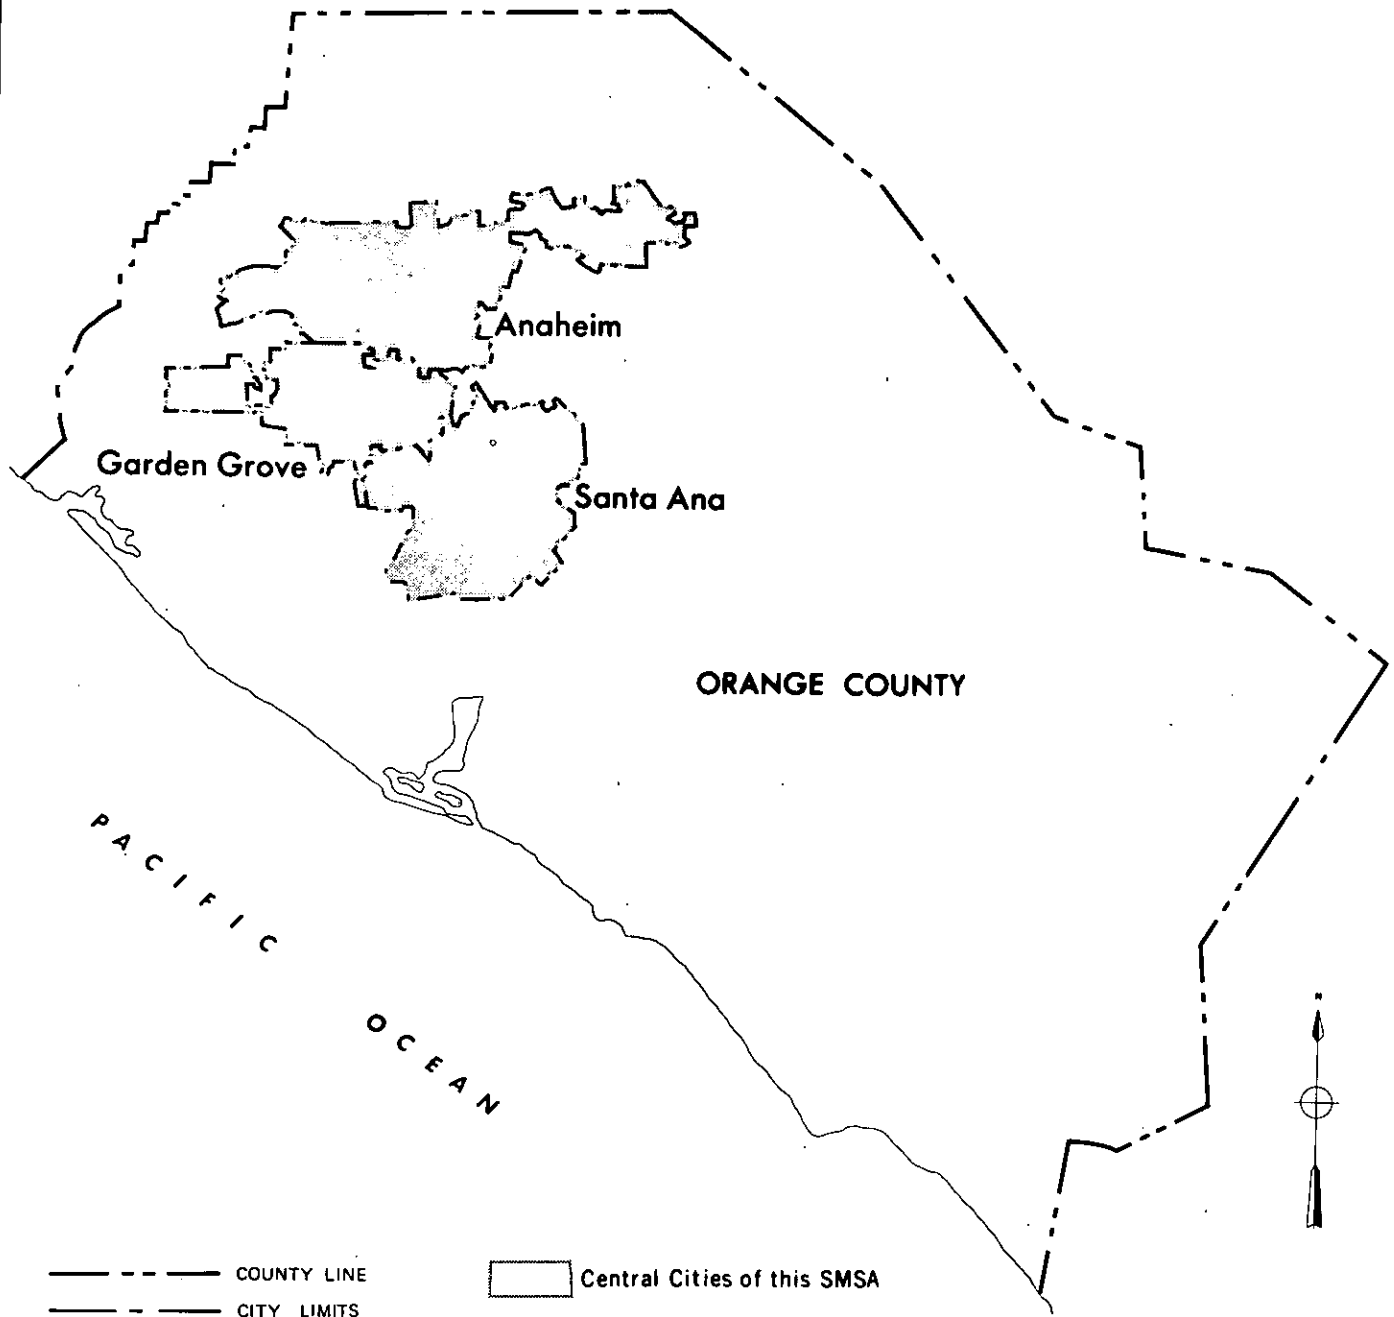 Anaheim
Garden Grove
Santa Ana
ORANGE COUNTY
PACIFIC
OCEAN
N
COUNTY LINE
Central Cities of this SMSA
CITY LIMITS